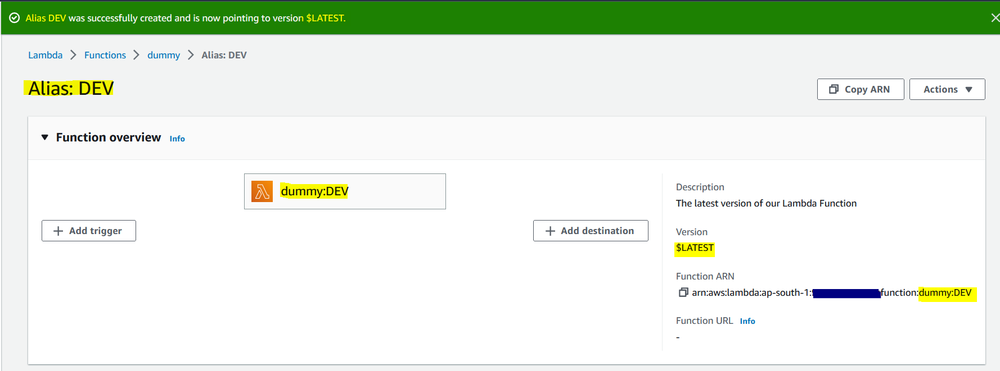 Alias DEV was successfully created and is now pointing to version $LATEST.
Lambda > Functions > dummy > Alias: DEV
Alias: DEV
Copy ARN
Actions
Function overview Info
dummy:DEV
Add trigger
Add destination
Description
The latest version of our Lambda Function
Version
$LATEST
Function ARN
arn:aws:lambda:ap-south-1: function:dummy:DEV
Function URL Info
-